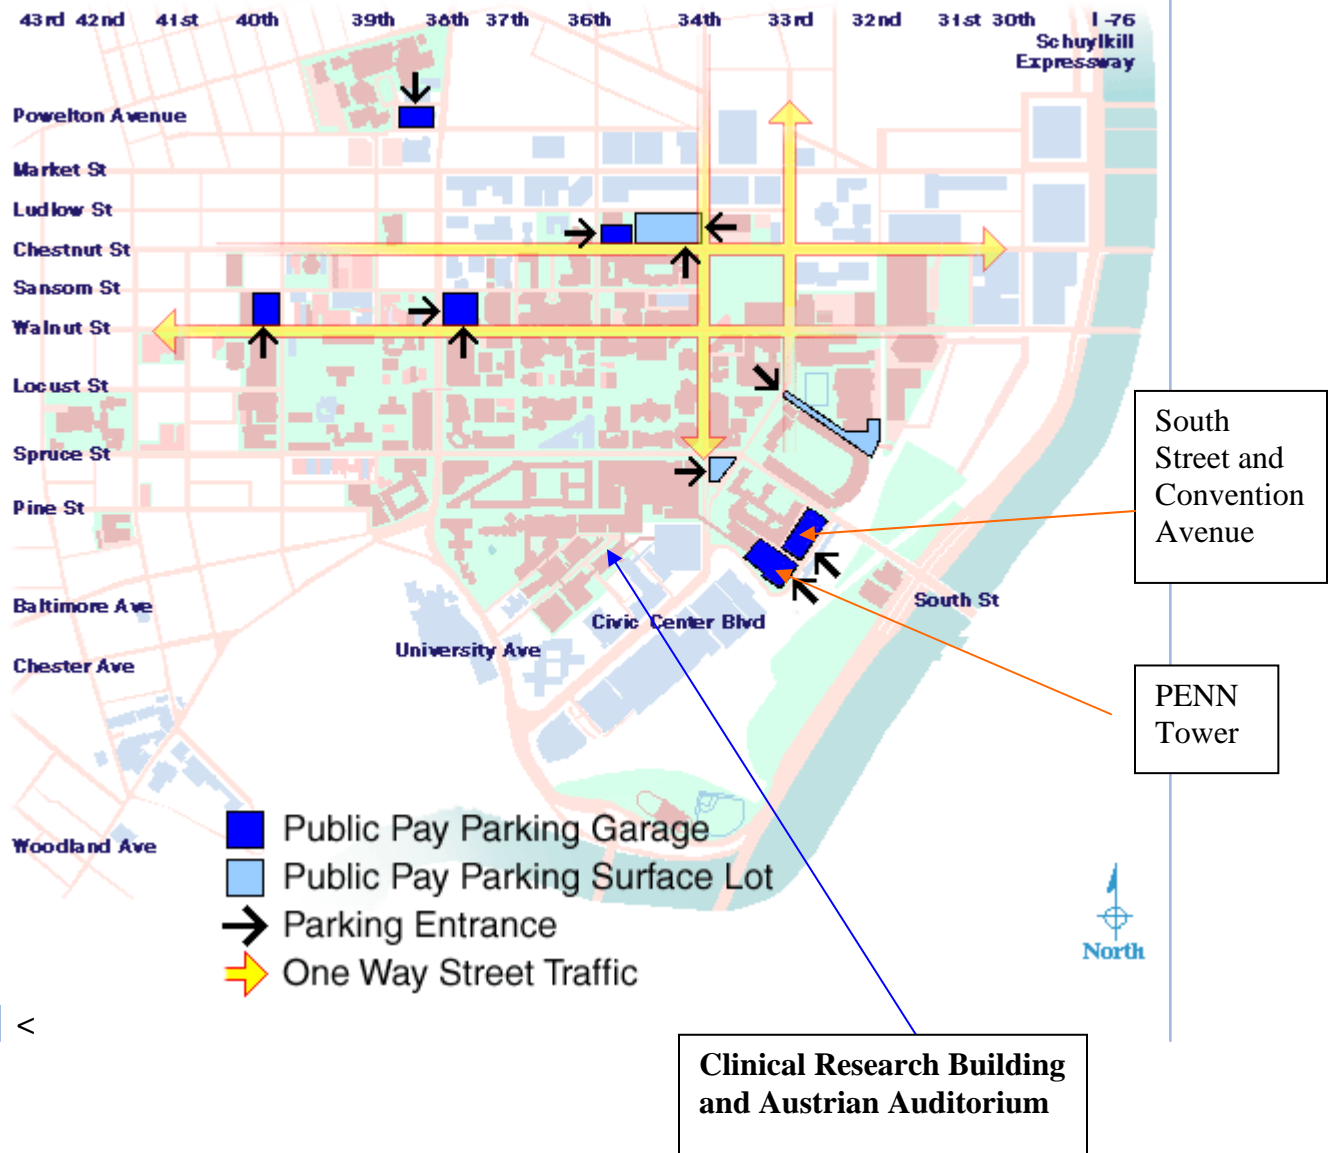 43rd 42nd 41st 40th 39th 38th 37th 36th 34th 33rd 32nd 31st 30th I-76
Schuylkill
Expressway
Powelton Avenue
Market St
Ludlow St
Chestnut St
Sansom St
Walnut St
Locust St
Spruce St
Pine St
Baltimore Ave
Chester Ave
Woodland Ave
University Ave
Civic Center Blvd
South St
South
Street and
Convention
Avenue
PENN
Tower
Public Pay Parking Garage
Public Pay Parking Surface Lot
Parking Entrance
One Way Street Traffic
North
<
Clinical Research Building
and Austrian Auditorium